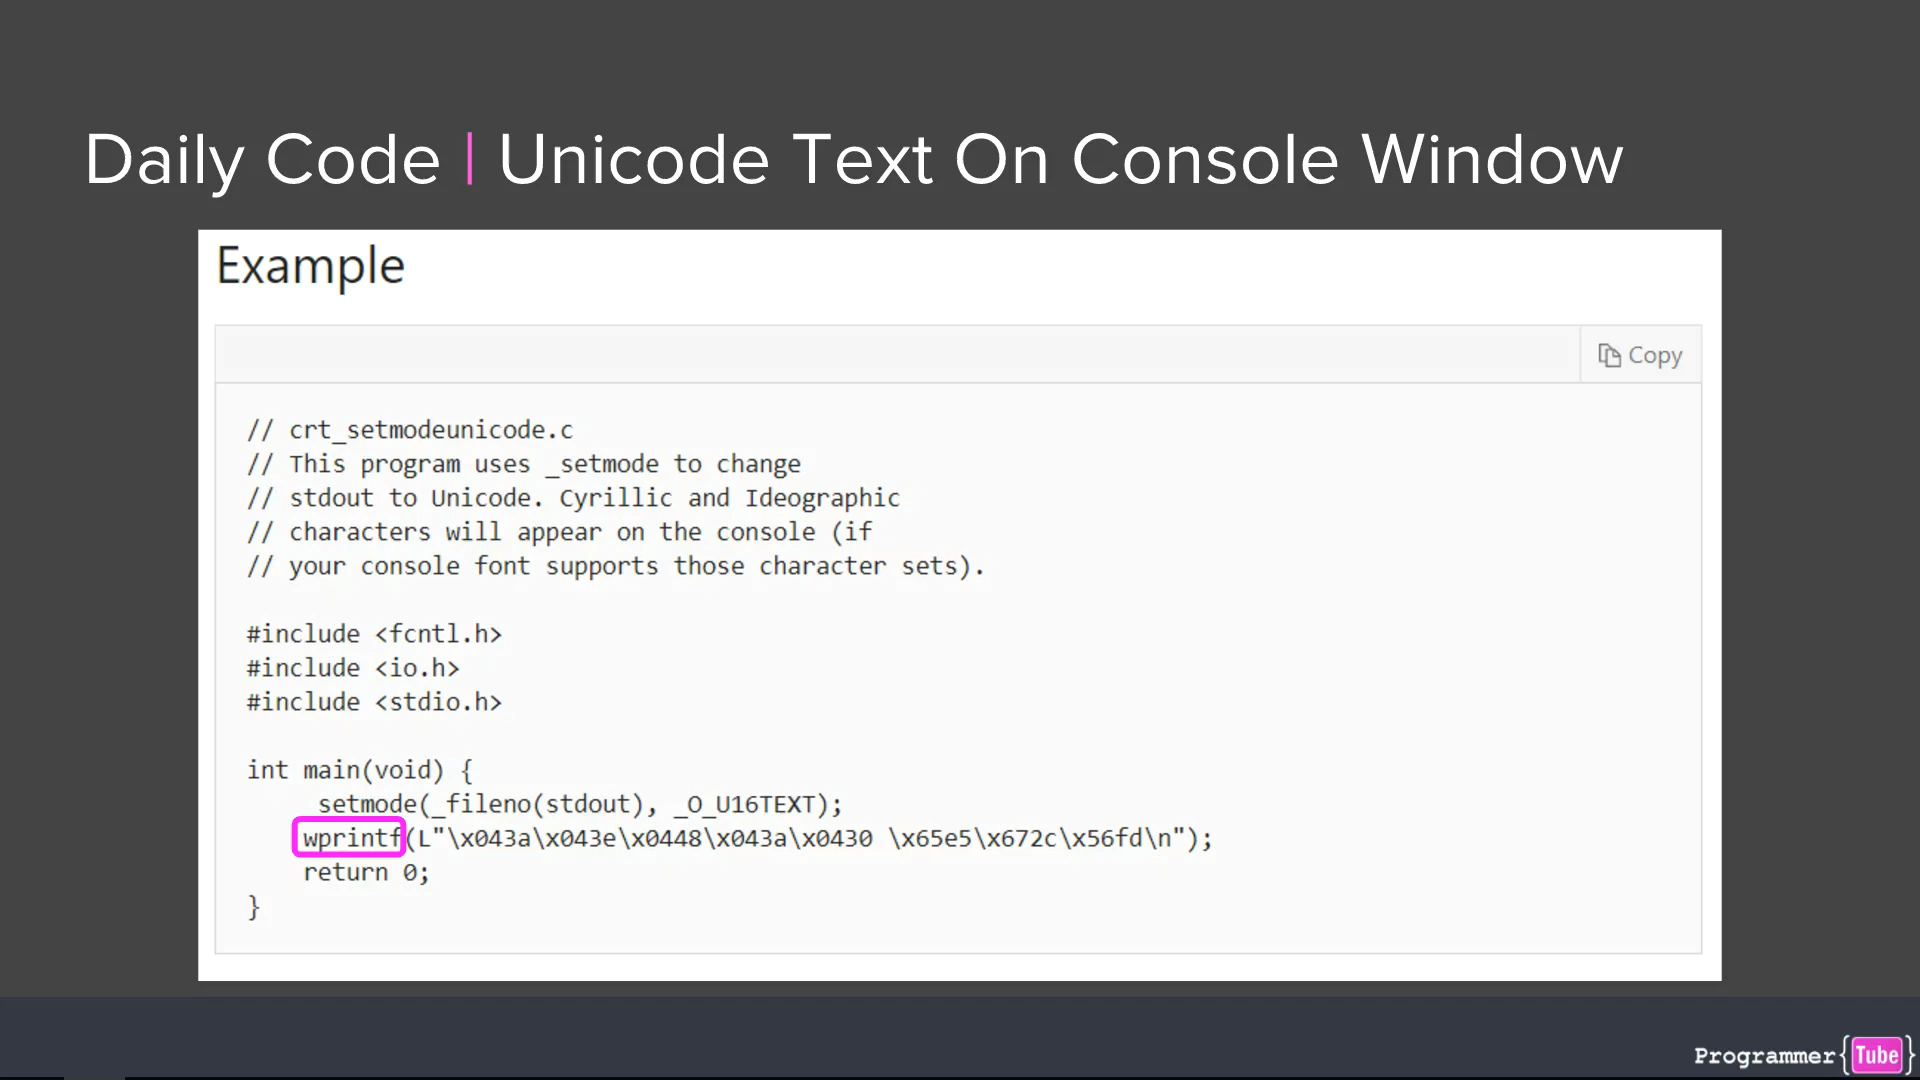 Daily Code | Unicode Text On Console Window
Example
Copy
// crt_setmodeunicode.c
// This program uses _setmode to change
// stdout to Unicode. Cyrillic and Ideographic
// characters will appear on the console (if
// your console font supports those character sets).
#include <fcntl.h>
#include <io.h>
#include <stdio.h>
int main(void) {
_setmode(_fileno(stdout), _O_U16TEXT);
wprintf(L"\x043a\x043e\x0448\x043a\x0430 \x65e5\x672c\x56fd\n");
return 0;
}
Programmer{Tube}